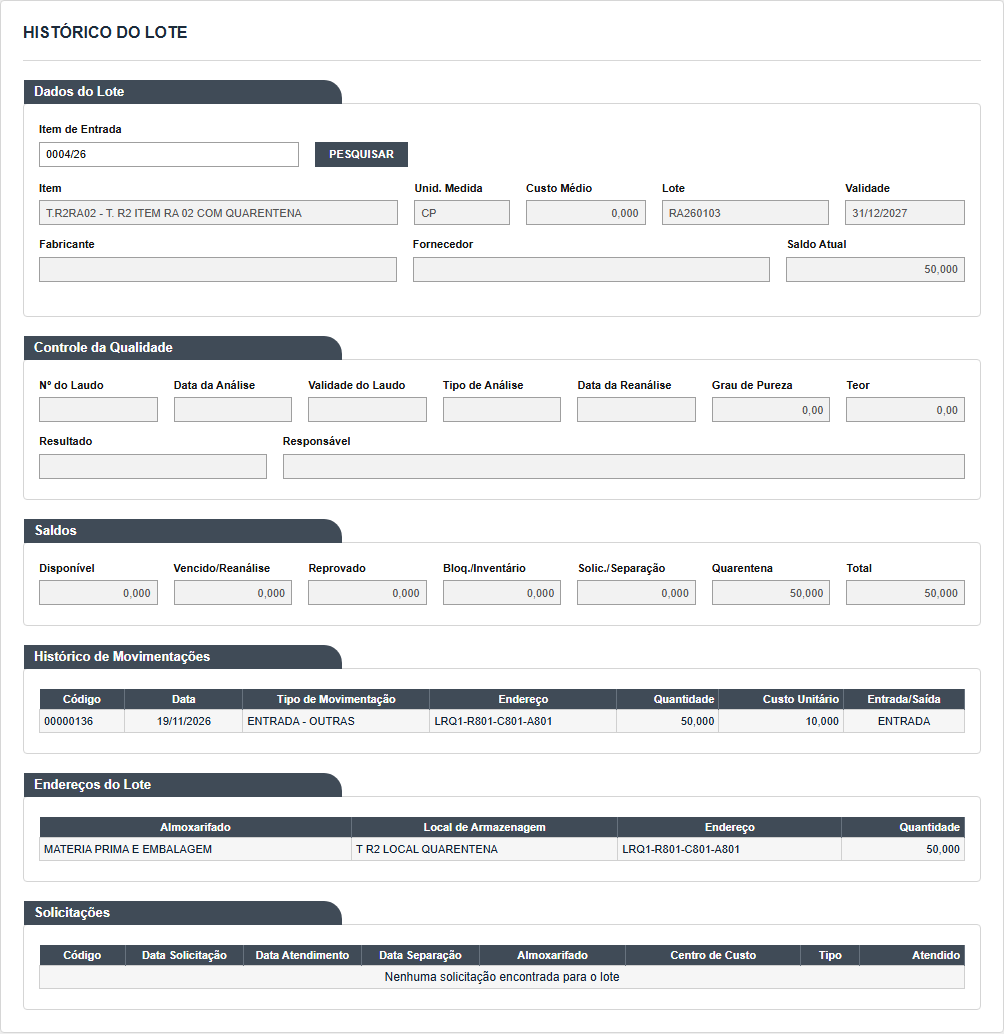 HISTÓRICO DO LOTE
Dados do Lote
Item de Entrada
0004/26 PESQUISAR
Item Unid. Medida Custo Médio Lote Validade
T.R2RA02 - T. R2 ITEM RA 02 COM QUARENTENA CP 0,000 RA260103 31/12/2027
Fabricante Fornecedor Saldo Atual
50,000
Controle da Qualidade
Nº do Laudo Data da Análise Validade do Laudo Tipo de Análise Data da Reanálise Grau de Pureza Teor
0,00 0,00
Resultado Responsável
Saldos
Disponível Vencido/Reanálise Reprovado Bloq./Inventário Solic./Separação Quarentena Total
0,000 0,000 0,000 0,000 0,000 50,000 50,000
Histórico de Movimentações
Código Data Tipo de Movimentação Endereço Quantidade Custo Unitário Entrada/Saída
00000136 19/11/2026 ENTRADA - OUTRAS LRQ1-R801-C801-A801 50,000 10,000 ENTRADA
Endereços do Lote
Almoxarifado Local de Armazenagem Endereço Quantidade
MATERIA PRIMA E EMBALAGEM T R2 LOCAL QUARENTENA LRQ1-R801-C801-A801 50,000
Solicitações
Código Data Solicitação Data Atendimento Data Separação Almoxarifado Centro de Custo Tipo Atendido
Nenhuma solicitação encontrada para o lote